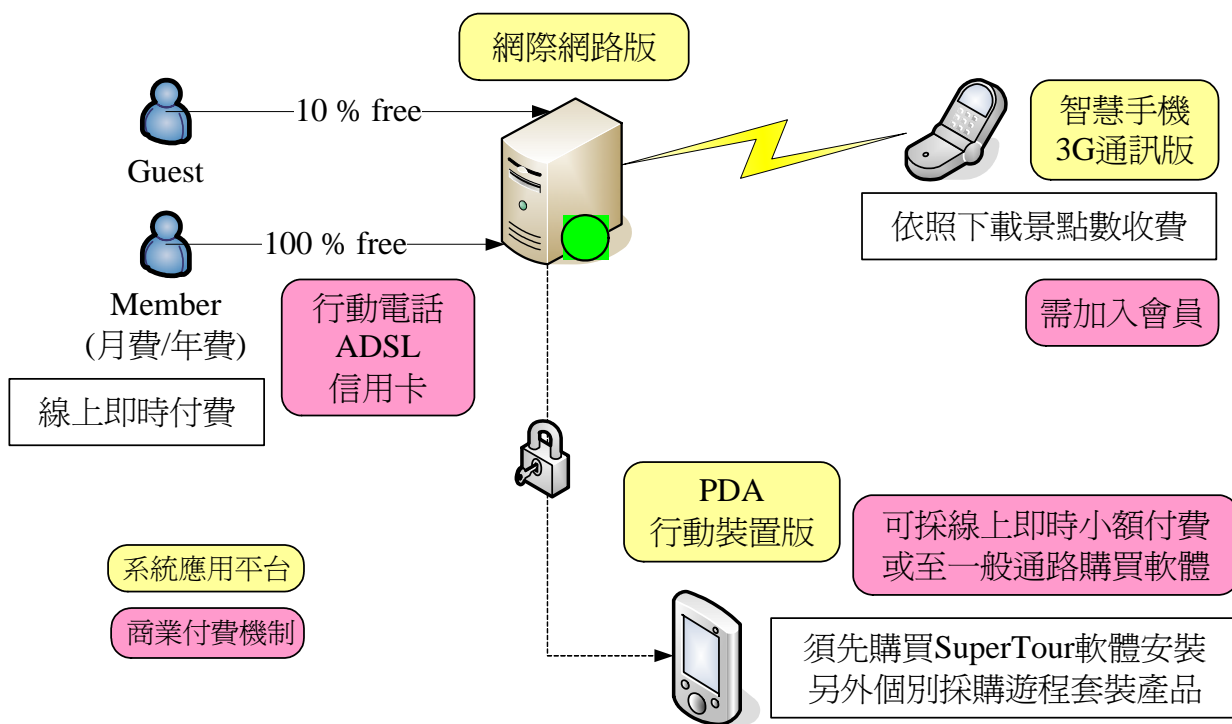 網際網路版
10 % free
Guest
100 % free
Member
(月費/年費)
線上即時付費
行動電話
ADSL
信用卡
智慧手機
3G通訊版
依照下載景點數收費
需加入會員
PDA
行動裝置版
可採線上即時小額付費
或至一般通路購買軟體
系統應用平台
商業付費機制
須先購買SuperTour軟體安裝
另外個別採購遊程套裝產品